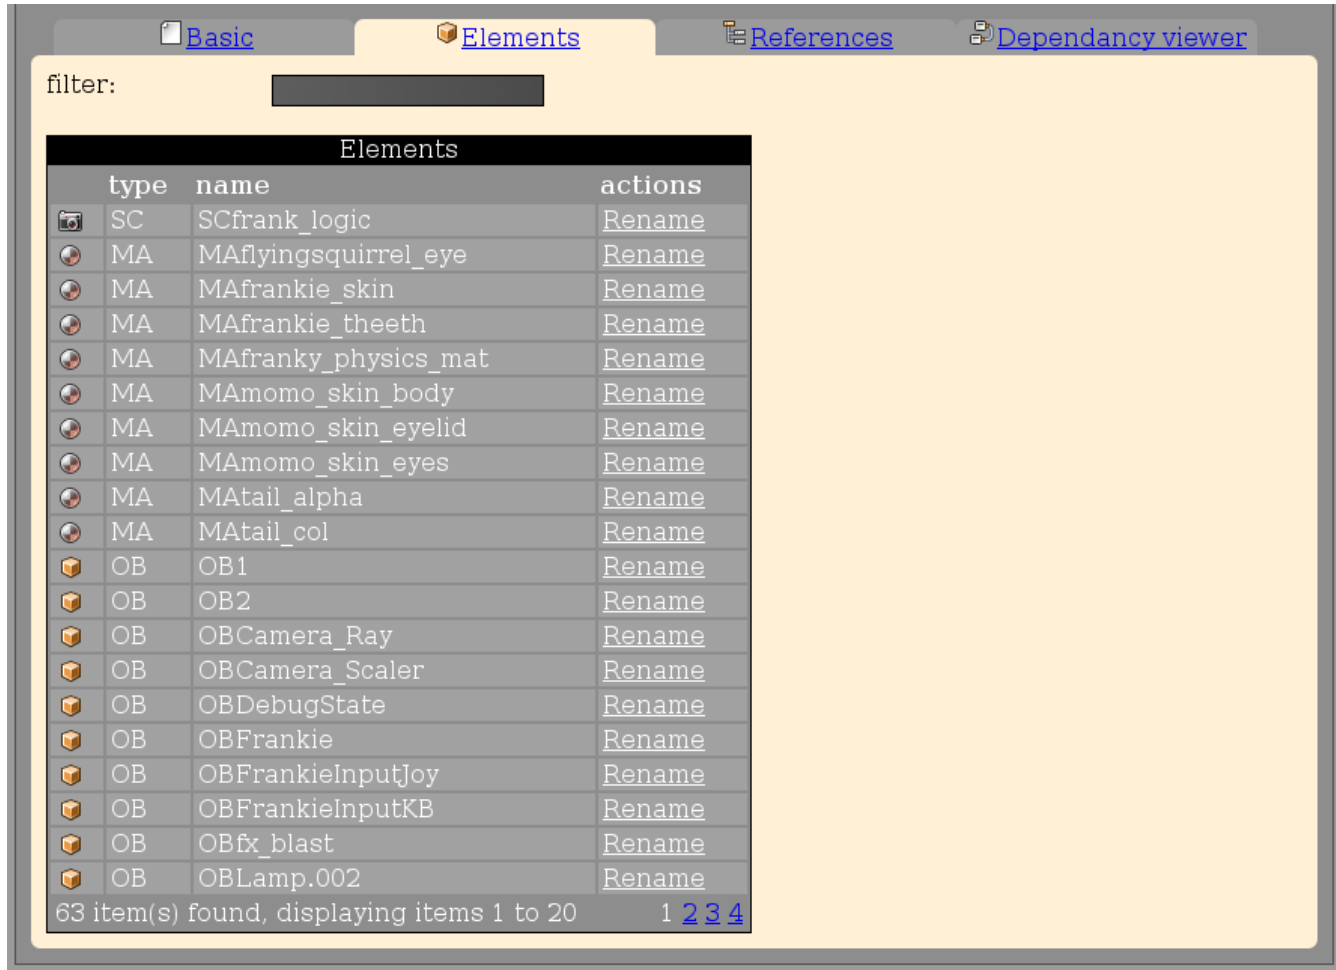 Basic Elements References Dependancy viewer
filter:
Elements
type name actions
SC SCfrank_logic Rename
MA MAflyingsquirrel_eye Rename
MA MAfrankie_skin Rename
MA MAfrankie_theeth Rename
MA MAfranky_physics_mat Rename
MA MAmomo_skin_body Rename
MA MAmomo_skin_eyelid Rename
MA MAmomo_skin_eyes Rename
MA MAtail_alpha Rename
MA MAtail_col Rename
OB OB1 Rename
OB OB2 Rename
OB OBCamera_Ray Rename
OB OBCamera_Scaler Rename
OB OBDebugState Rename
OB OBFrankie Rename
OB OBFrankieInputJoy Rename
OB OBFrankieInputKB Rename
OB OBfx_blast Rename
OB OBLamp.002 Rename
63 item(s) found, displaying items 1 to 20 1 2 3 4